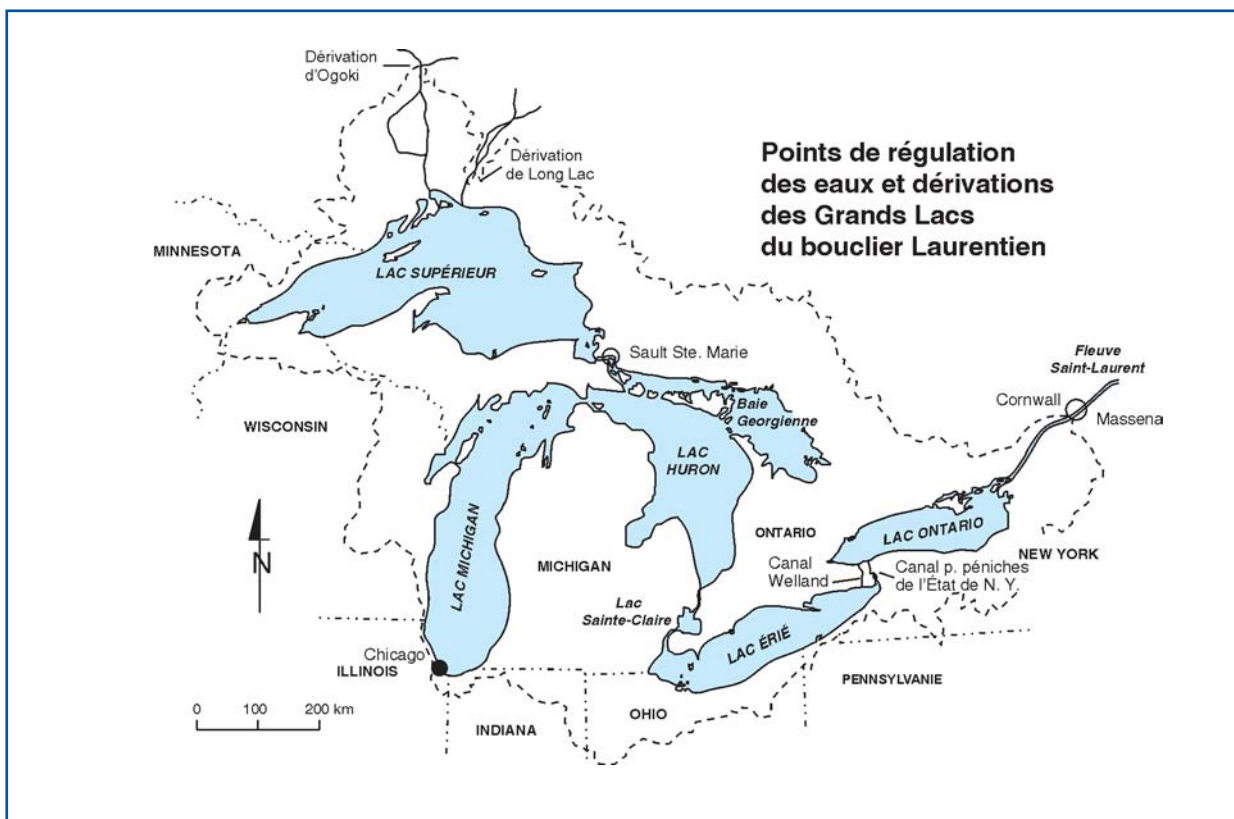 Dérivation
d'Ogoki
Dérivation
de Long Lac
Points de régulation
des eaux et dérivations
des Grands Lacs
du bouclier Laurentien
MINNESOTA
LAC SUPÉRIEUR
Sault Ste. Marie
Fleuve
Saint-Laurent
Cornwall
Massena
Baie
Georgienne
WISCONSIN
LAC
HURON
LAC MICHIGAN
ONTARIO
LAC ONTARIO
NEW YORK
N
MICHIGAN
Canal
Welland
Canal p. péniches
de l'État de N. Y.
Lac
Sainte-Claire
LAC ÉRIÉ
Chicago
ILLINOIS
PENNSYLVANIE
0 100 200 km
INDIANA
OHIO